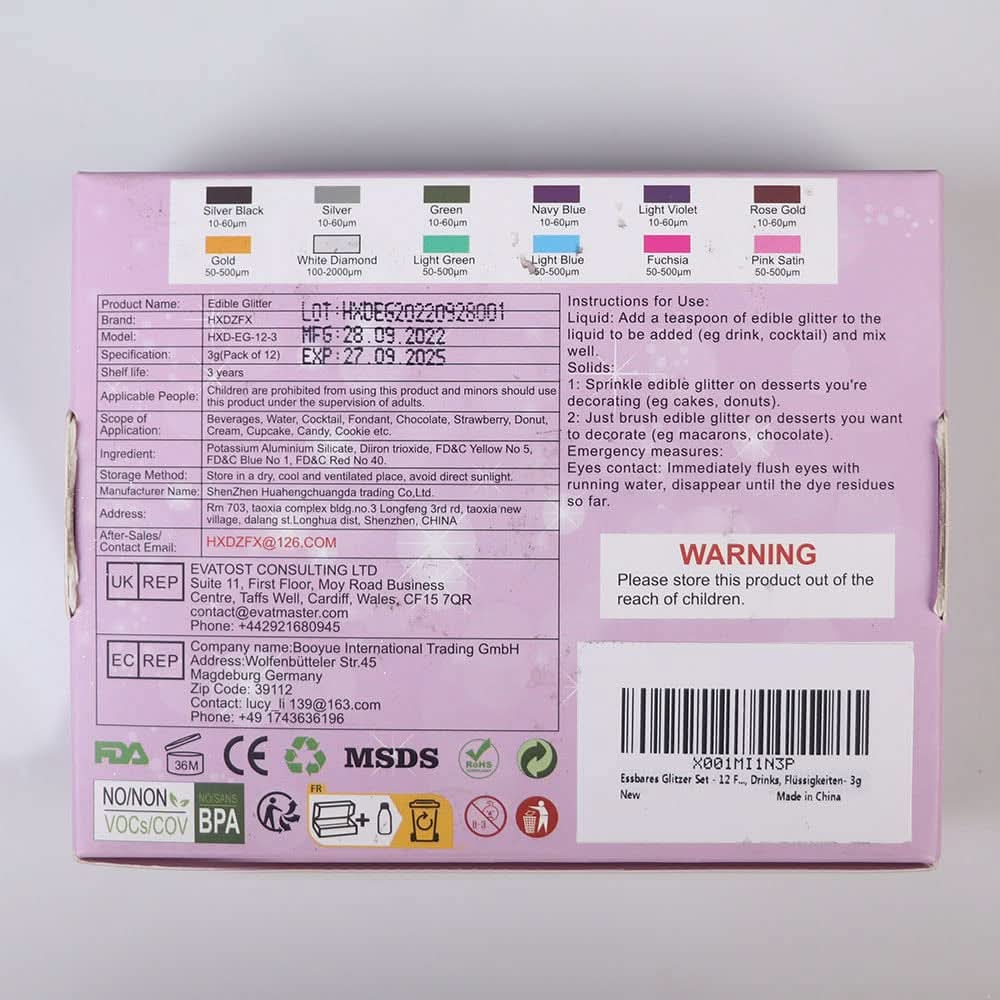 Silver Black Silver Green Navy Blue Light Violet Rose Gold
10-60μm 10-60μm 10-60μm 10-60μm 10-60μm 10-60μm
Gold White Diamond Light Green Light Blue Fuchsia Pink Satin
50-500μm 100-2000μm 50-500μm 50-500μm 50-500μm 50-500μm
Product Name: Edible Glitter
Brand: HXDZFX
Model: HXD-EG-12-3
Specification: 3g(Pack of 12)
Shelf life: 3 years
LOT:HXDEG20220928001
MFG:28.09.2022
EXP:27.09.2025
Applicable People: Children are prohibited from using this product and minors should use
this product under the supervision of adults.
Scope of
Application:
Beverages, Water, Cocktail, Fondant, Chocolate, Strawberry, Donut,
Cream, Cupcake, Candy, Cookie etc.
Ingredient: Potassium Aluminium Silicate, Diiron trioxide, FD&C Yellow No 5,
FD&C Blue No 1, FD&C Red No 40.
Storage Method: Store in a dry, cool and ventilated place, avoid direct sunlight.
Manufacturer Name: ShenZhen Huahengchuangda trading Co,Ltd.
Address: Rm 703, taoxia complex bldg.no.3 Longfeng 3rd rd, taoxia new
village, dalang st.Longhua dist, Shenzhen, CHINA
After-Sales/
Contact Email:
HXDZFX@126.COM
UK REP
EVATOST CONSULTING LTD
Suite 11, First Floor, Moy Road Business
Centre, Taffs Well, Cardiff, Wales, CF15 7QR
contact@evatmaster.com
Phone: +442921680945
EC REP
Company name:Booyue International Trading GmbH
Address:Wolfenbütteler Str.45
Magdeburg Germany
Zip Code: 39112
Contact: lucy_li 139@163.com
Phone: +49 1743636196
FDA 36M CE MSDS RoHS
NO/NON
VOCs/COV
NO/SANS
BPA
FR
0-3
Instructions for Use:
Liquid: Add a teaspoon of edible glitter to the
liquid to be added (eg drink, cocktail) and mix
well.
Solids:
1: Sprinkle edible glitter on desserts you're
decorating (eg cakes, donuts).
2: Just brush edible glitter on desserts you want
to decorate (eg macarons, chocolate).
Emergency measures:
Eyes contact: Immediately flush eyes with
running water, disappear until the dye residues
so far.
WARNING
Please store this product out of the
reach of children.
X001MI1N3P
Essbares Glitzer Set - 12 F..., Drinks, Flüssigkeiten- 3g
New
Made in China